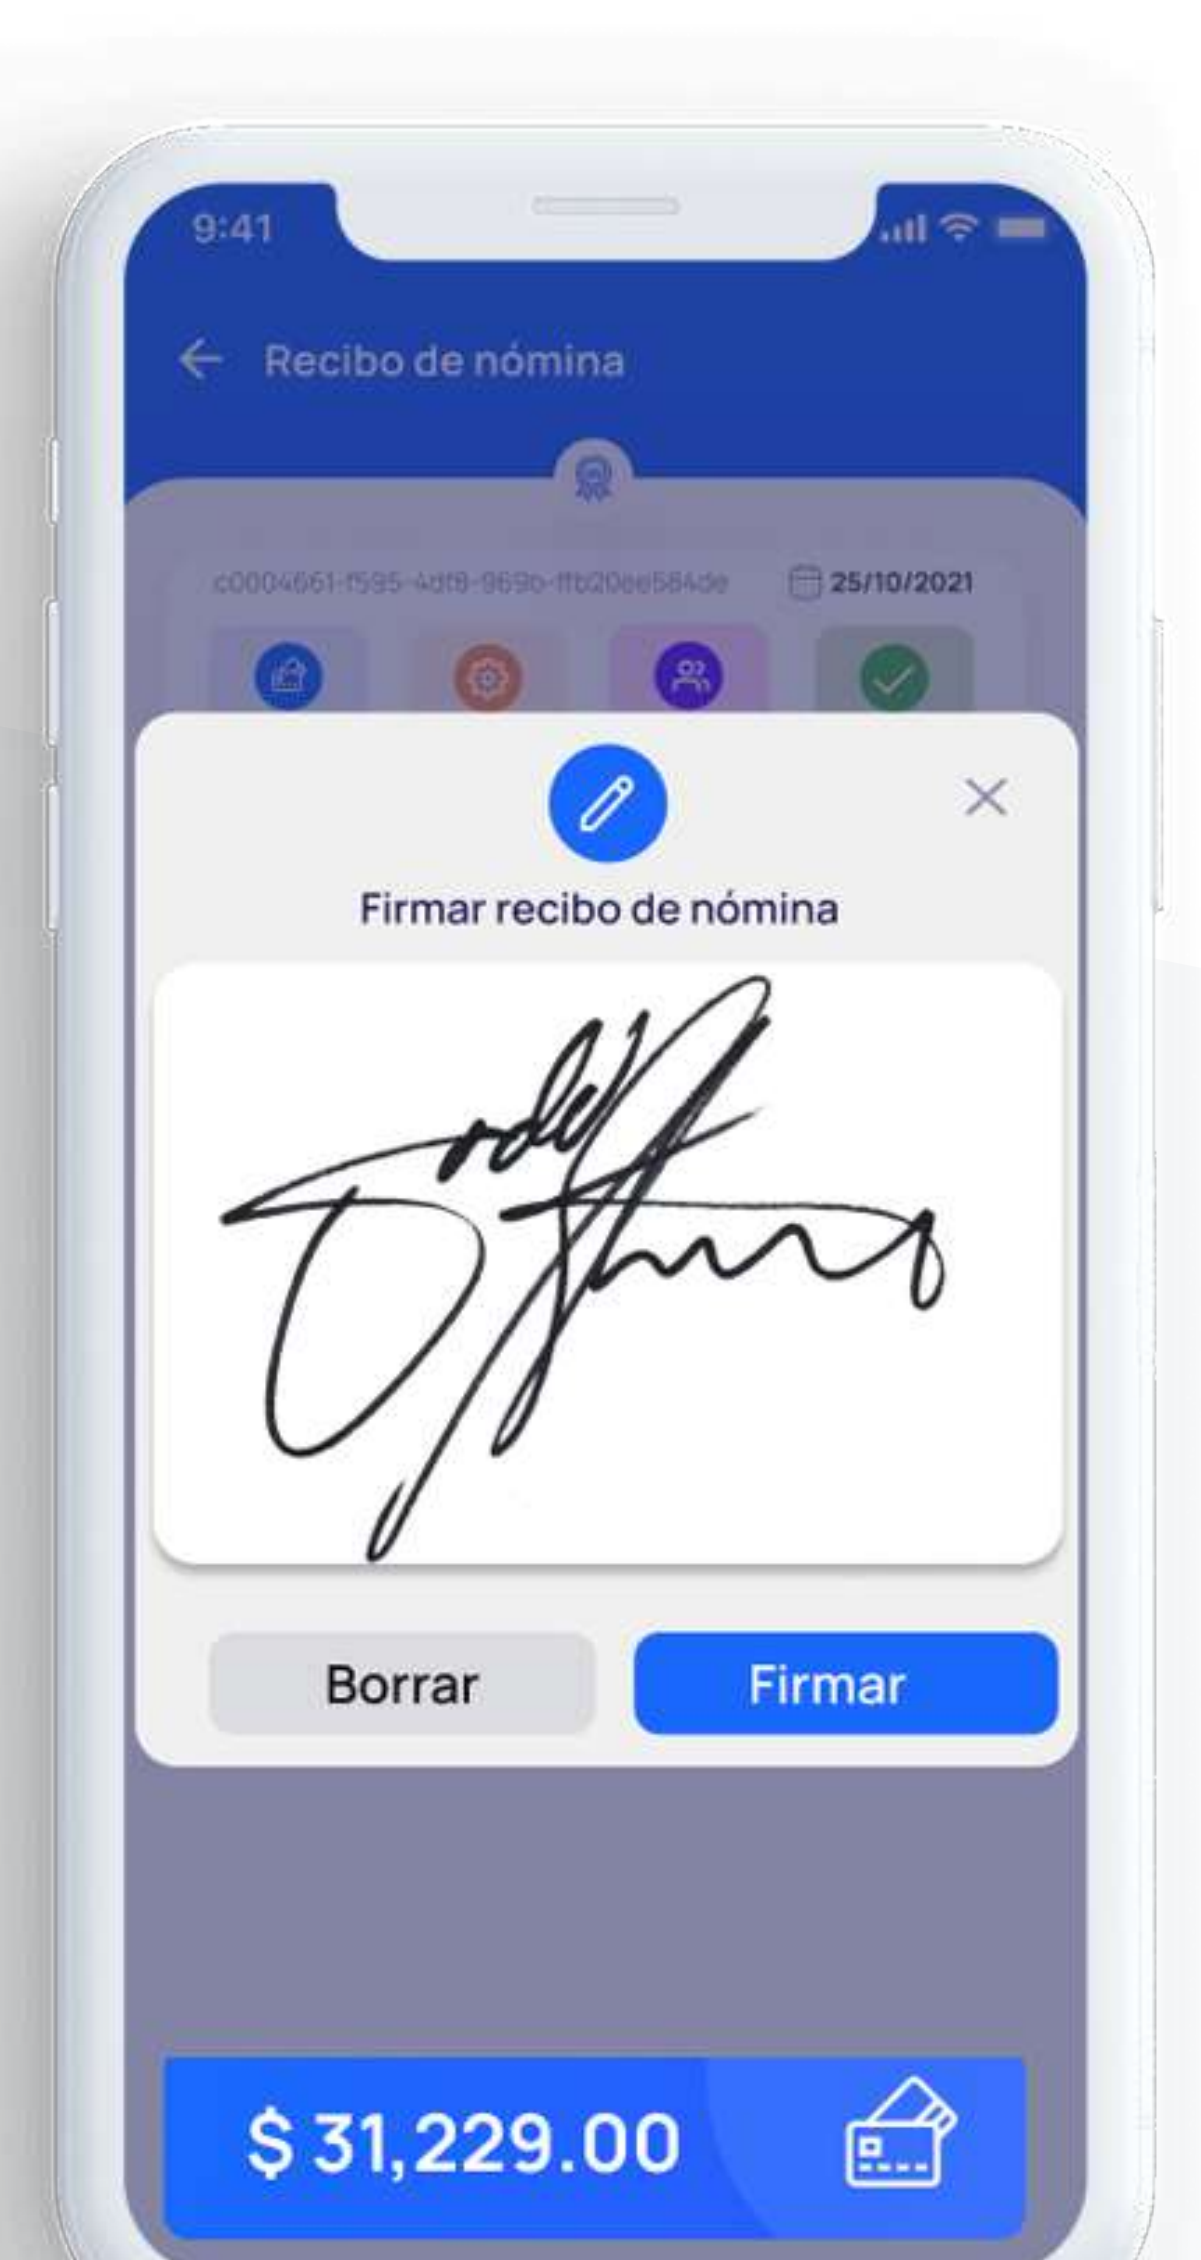 9:41
Recibo de nómina
25/10/2021
Firmar recibo de nómina
Borrar
Firmar
$ 31,229.00